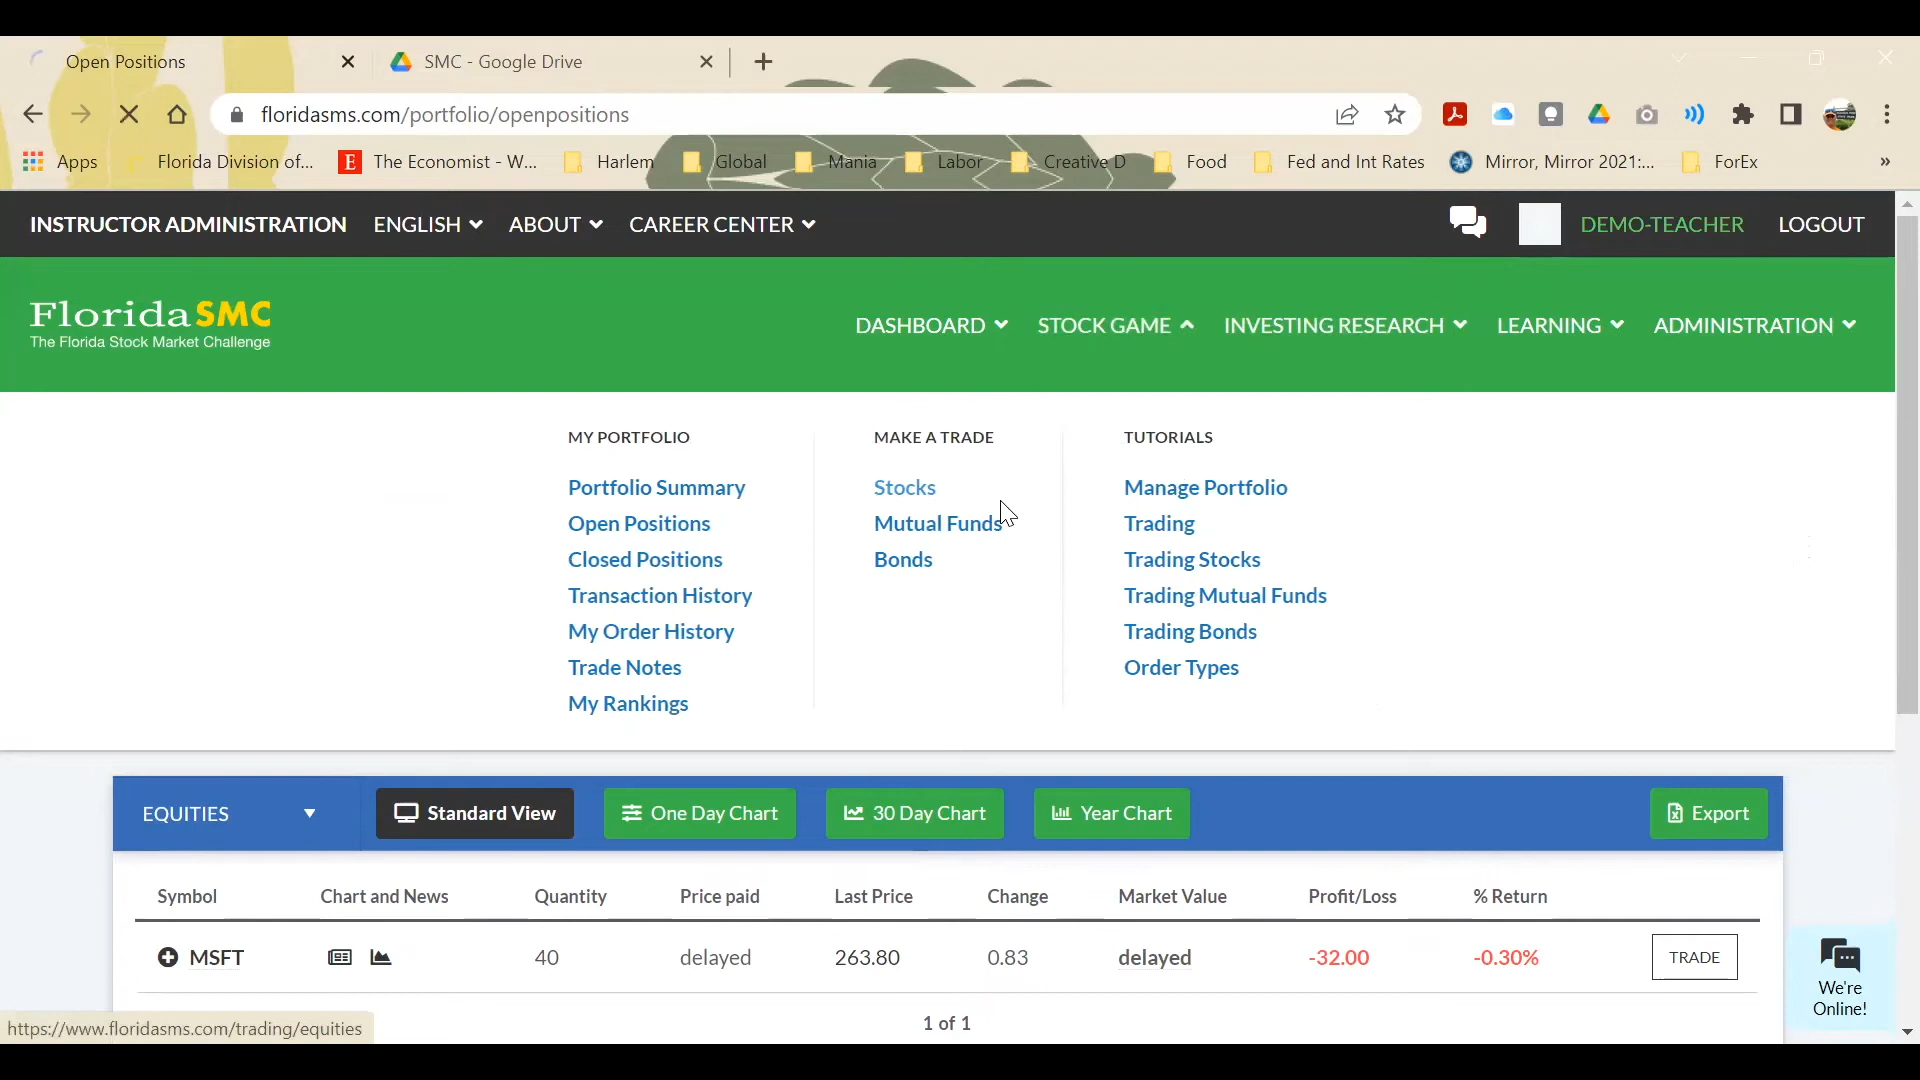 Open Positions
SMC - Google Drive
floridasms.com/portfolio/openpositions
Apps
Florida Division of...
E
The Economist - W...
Harlem
Global
Mania
Labor
Creative D
Food
Fed and Int Rates
Mirror, Mirror 2021:...
ForEx
»
INSTRUCTOR ADMINISTRATION
ENGLISH
ABOUT
CAREER CENTER
DEMO-TEACHER
LOGOUT
Florida SMC
The Florida Stock Market Challenge
DASHBOARD
STOCK GAME
INVESTING RESEARCH
LEARNING
ADMINISTRATION
MY PORTFOLIO
Portfolio Summary
Open Positions
Closed Positions
Transaction History
My Order History
Trade Notes
My Rankings
MAKE A TRADE
Stocks
Mutual Funds
Bonds
TUTORIALS
Manage Portfolio
Trading
Trading Stocks
Trading Mutual Funds
Trading Bonds
Order Types
EQUITIES
Standard View
One Day Chart
30 Day Chart
Year Chart
Export
Symbol Chart and News Quantity Price paid Last Price Change Market Value Profit/Loss % Return
MSFT 40 delayed 263.80 0.83 delayed -32.00 -0.30% TRADE
1 of 1
We're
Online!
https://www.floridasms.com/trading/equities